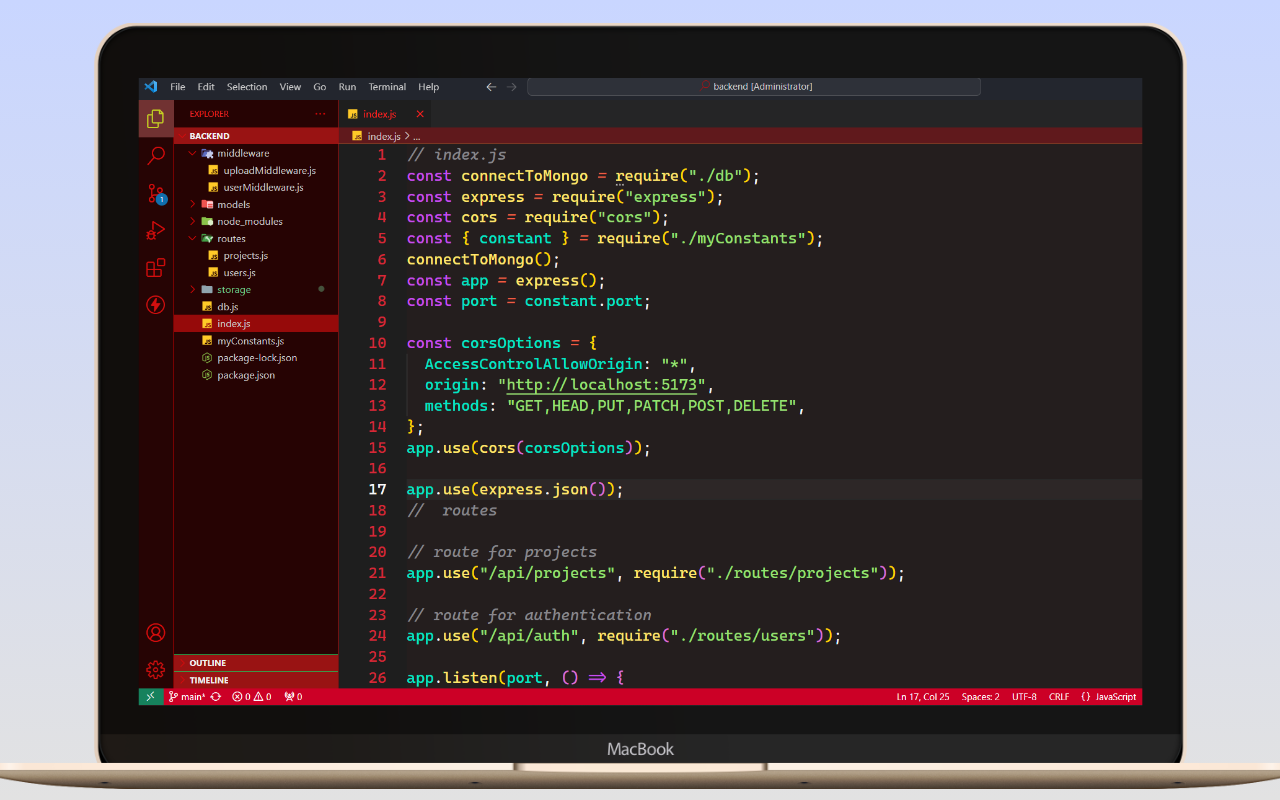 File Edit Selection View Go Run Terminal Help
backend [Administrator]
EXPLORER ...
BACKEND
middleware
uploadMiddleware.js
userMiddleware.js
models
node_modules
routes
projects.js
users.js
storage
db.js
index.js
myConstants.js
package-lock.json
package.json
OUTLINE
TIMELINE
1
index.js
index.js > ...
1 // index.js
2 const connectToMongo = require("./db");
3 const express = require("express");
4 const cors = require("cors");
5 const { constant } = require("./myConstants");
6 connectToMongo();
7 const app = express();
8 const port = constant.port;
9
10 const corsOptions = {
11 AccessControlAllowOrigin: "*",
12 origin: "http://localhost:5173",
13 methods: "GET,HEAD,PUT,PATCH,POST,DELETE",
14 };
15 app.use(cors(corsOptions));
16
17 app.use(express.json());
18 //  routes
19
20 // route for projects
21 app.use("/api/projects", require("./routes/projects"));
22
23 // route for authentication
24 app.use("/api/auth", require("./routes/users"));
25
26 app.listen(port, () => {
main* 0 0 0 Ln 17, Col 25 Spaces: 2 UTF-8 CRLF {} JavaScript
MacBook